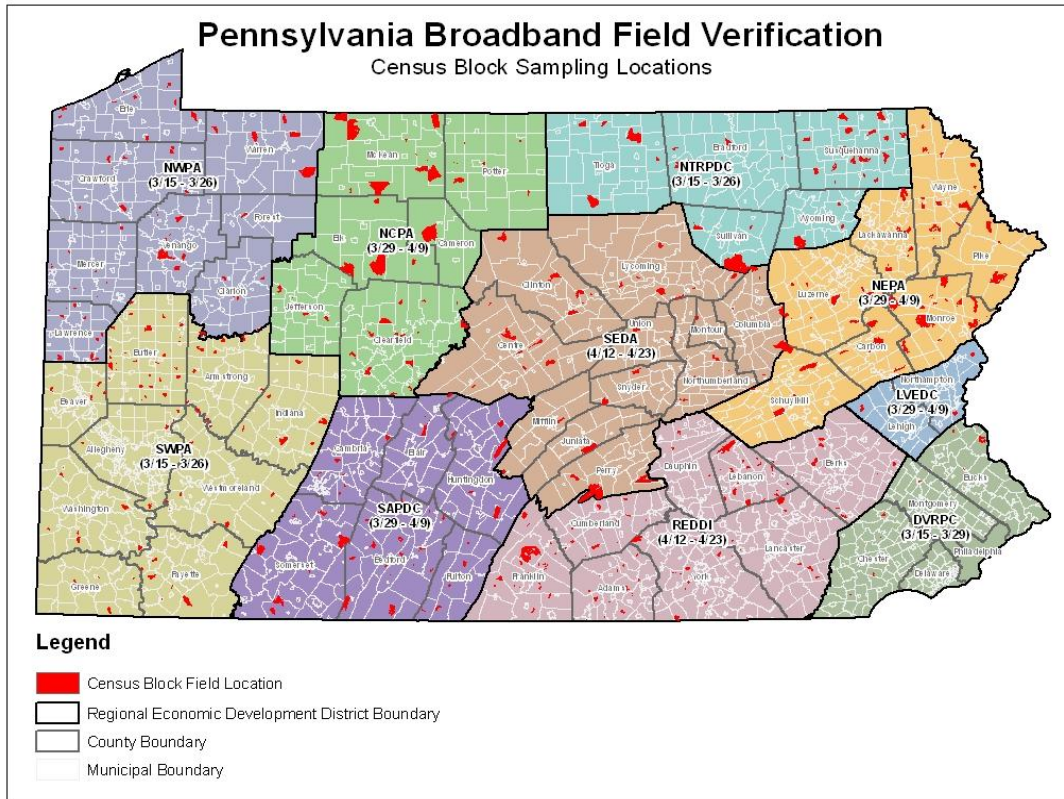 Pennsylvania Broadband Field Verification
Census Block Sampling Locations
Erie
Warren
McKean
Potter
Tioga
Bradford
Susquehanna
Wayne
NWPA
(3/15 - 3/26)
NTRPDC
(3/15 - 3/26)
Crawford
Forest
Venango
Mercer
Clarion
Lawrence
NCPA
(3/29 - 4/9)
Elk
Cameron
Jefferson
Clearfield
Sullivan
Wyoming
Lackawanna
Pike
Lycoming
Clinton
Luzerne
NEPA
(3/29 - 4/9)
Monroe
Carbon
Schuylkill
Union
Montour
Columbia
Centre
SEDA
(4/12 - 4/23)
Snyder
Northumberland
Mifflin
Juniata
Perry
Butler
Armstrong
Indiana
Beaver
Allegheny
SWPA
(3/15 - 3/26)
Westmoreland
Washington
Greene
Fayette
Cambria
Blair
Huntingdon
SAPDC
(3/29 - 4/9)
Somerset
Bedford
Fulton
Dauphin
Lebanon
Berks
Cumberland
REDDI
(4/12 - 4/23)
Lancaster
Franklin
Adams
York
Northampton
LVEDC
(3/29 - 4/9)
Lehigh
Bucks
Montgomery
DVRPC
(3/15 - 3/29)
Chester
Philadelphia
Delaware
Legend
Census Block Field Location
Regional Economic Development District Boundary
County Boundary
Municipal Boundary